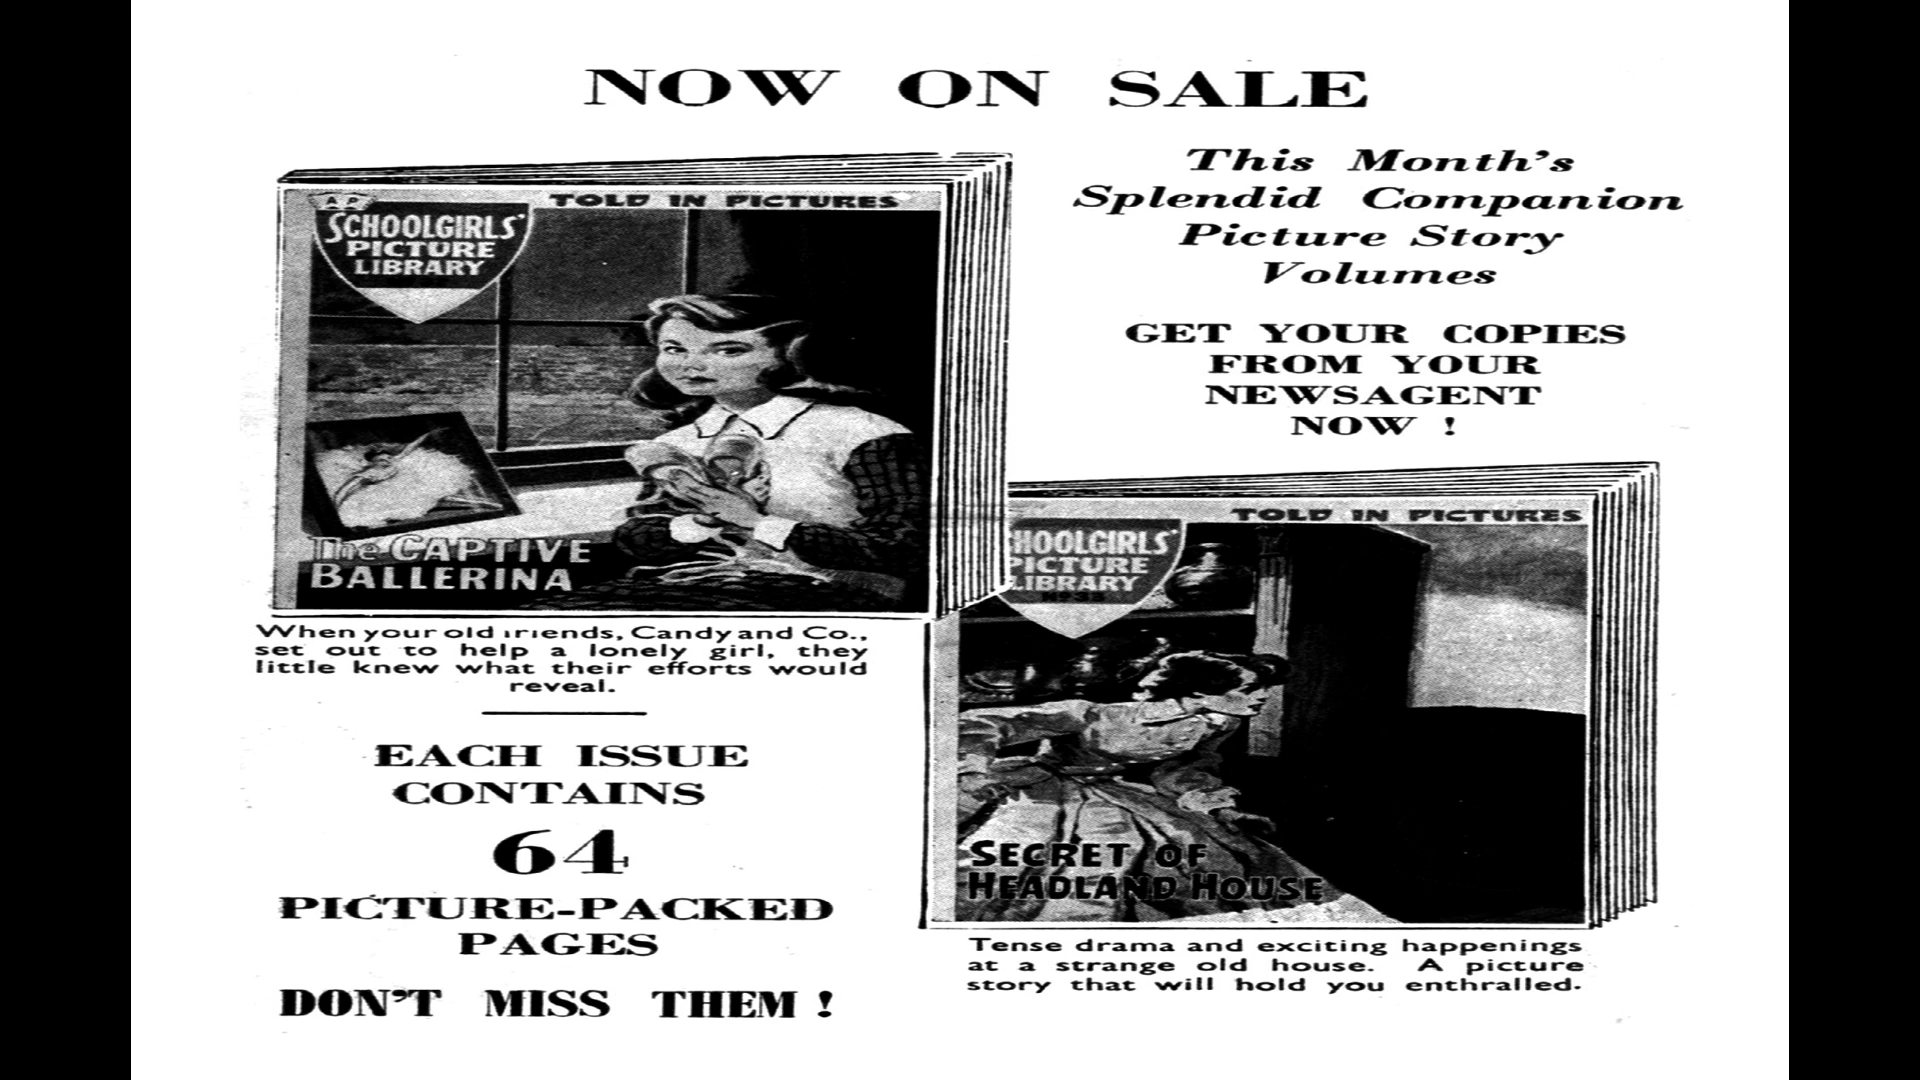 NOW ON SALE
This Month's
Splendid Companion
Picture Story
Volumes
GET YOUR COPIES
FROM YOUR
NEWSAGENT
NOW !
A.P.
TOLD IN PICTURES
SCHOOLGIRLS'
PICTURE
LIBRARY
The CAPTIVE
BALLERINA
When your old friends, Candy and Co.,
set out to help a lonely girl, they
little knew what their efforts would
reveal.
EACH ISSUE
CONTAINS
64
PICTURE-PACKED
PAGES
DON'T MISS THEM !
TOLD IN PICTURES
HOOLGIRLS'
PICTURE
LIBRARY
SECRET OF
HEADLAND HOUSE
Tense drama and exciting happenings
at a strange old house. A picture
story that will hold you enthralled.